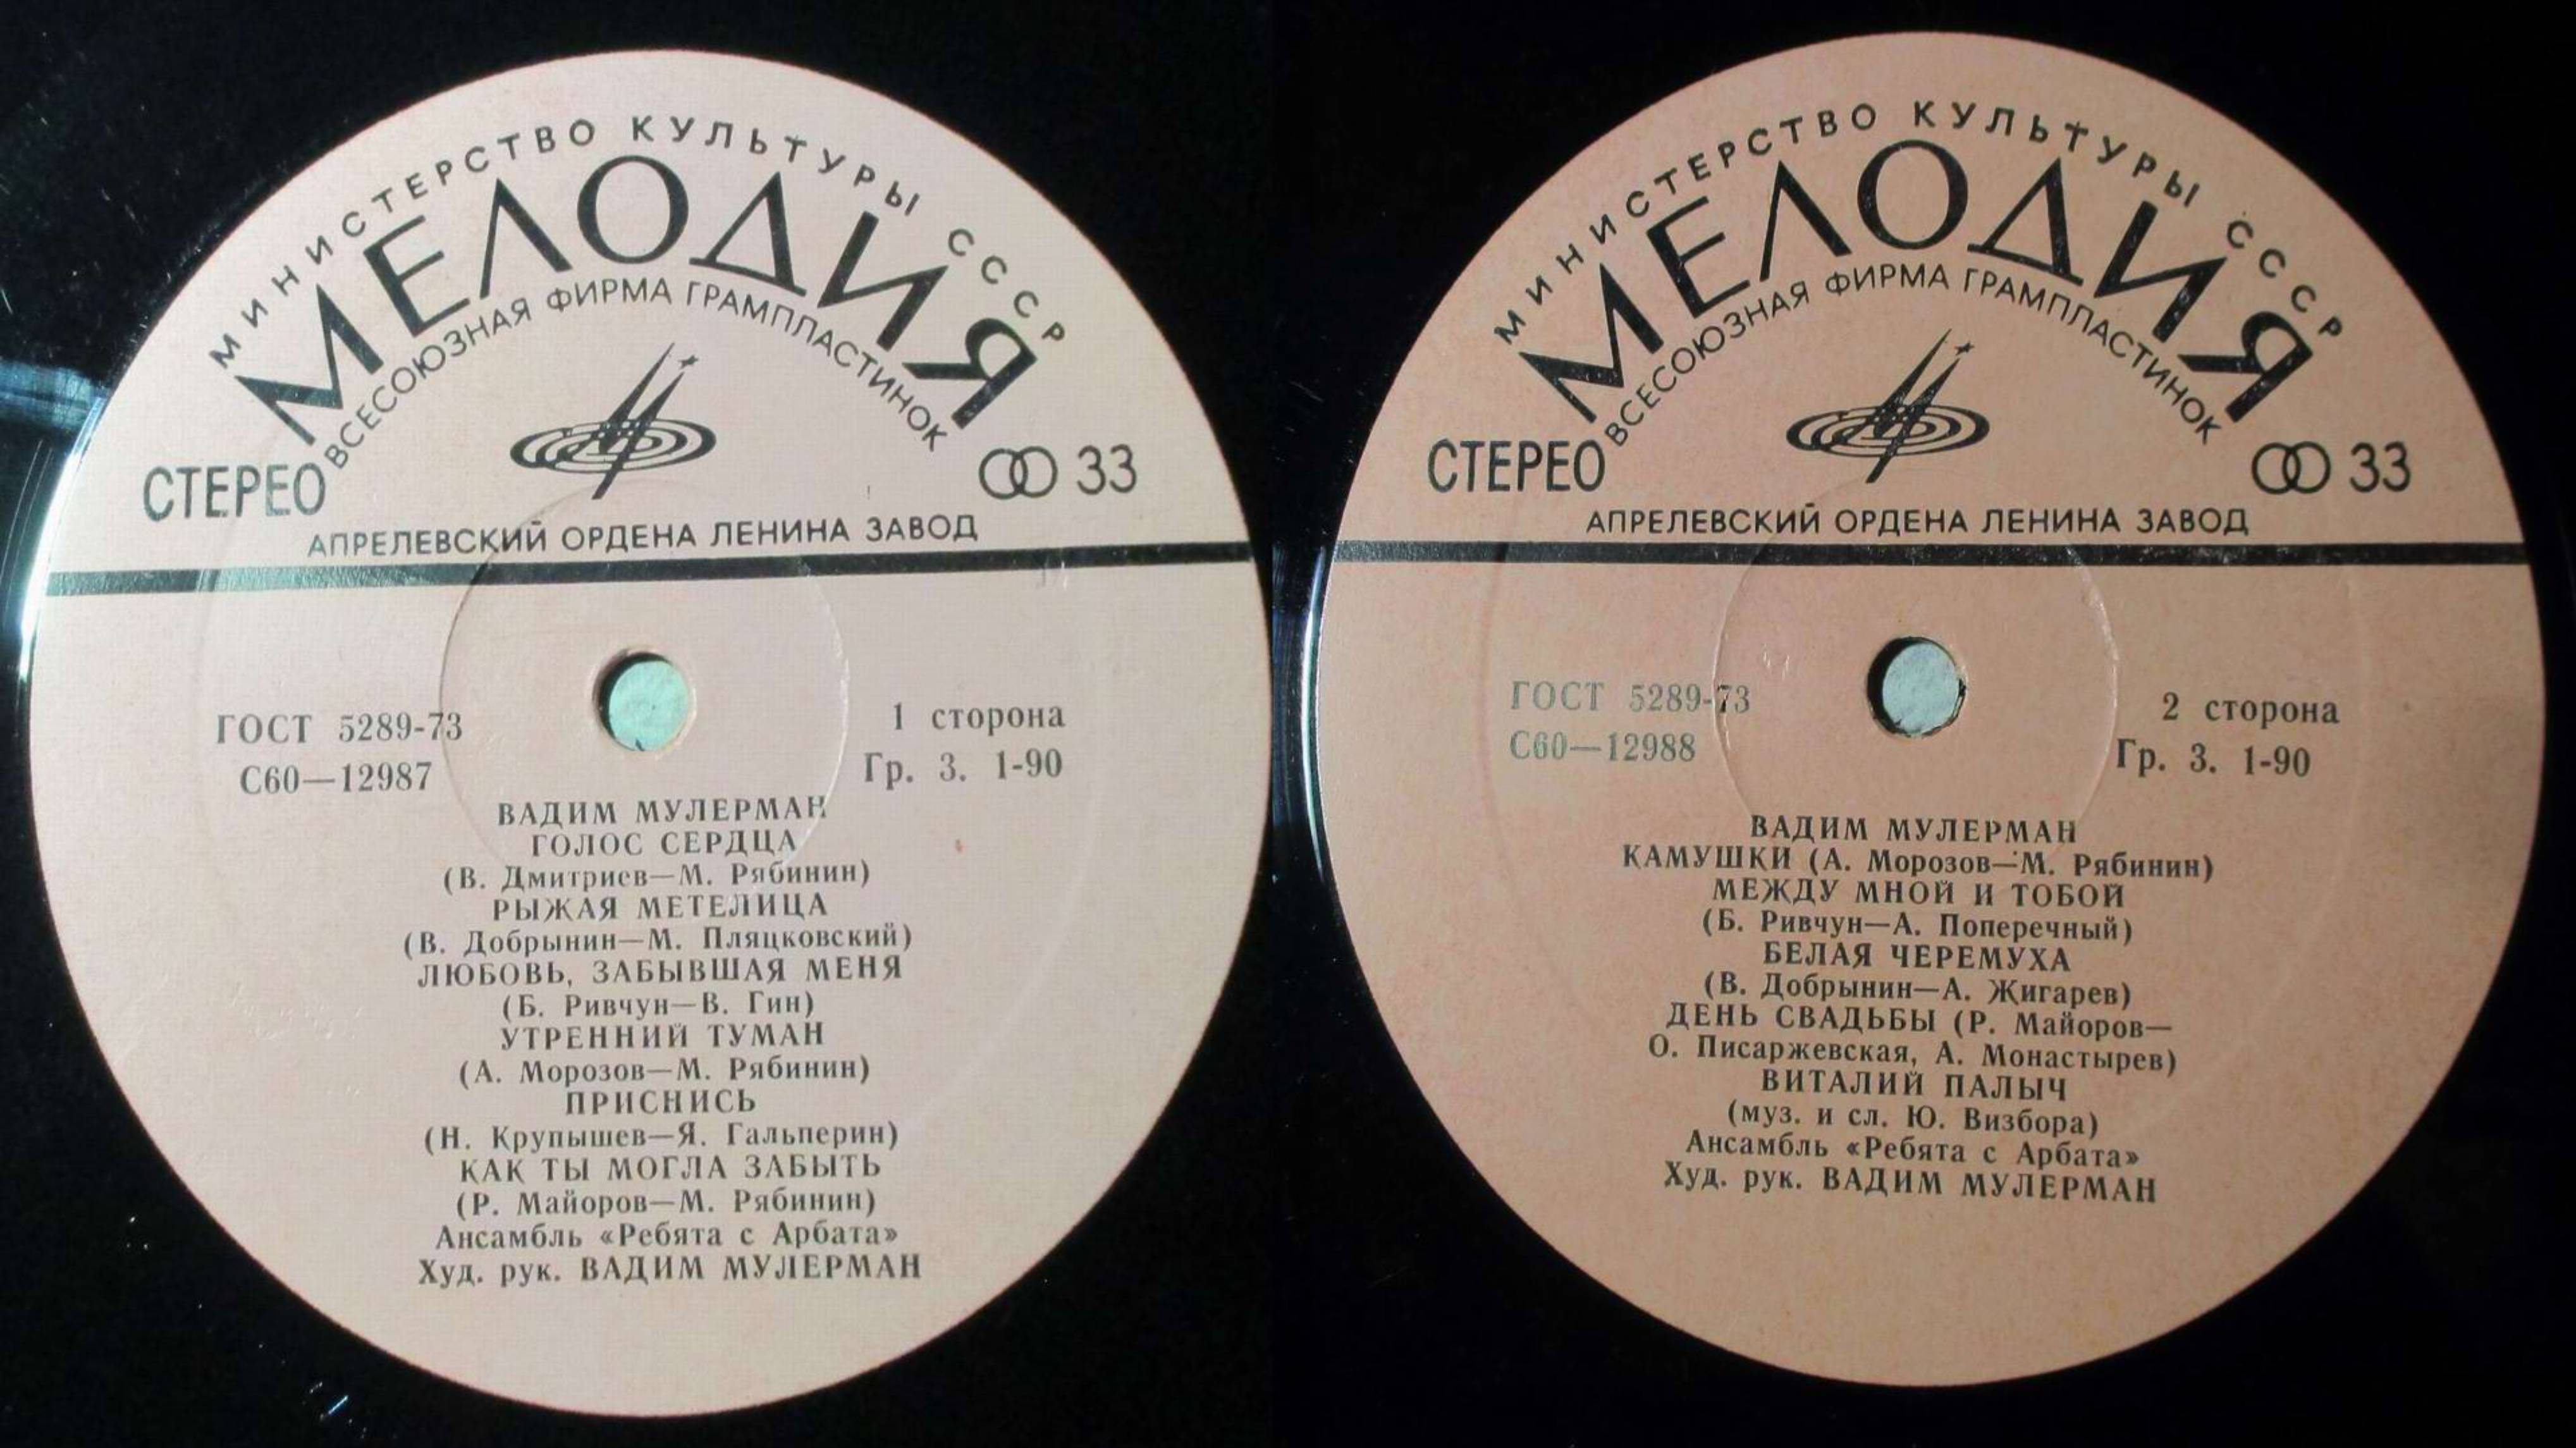 МИНИСТЕРСТВО КУЛЬТУРЫ СССР
МЕЛОДИЯ
ВСЕСОЮЗНАЯ ФИРМА ГРАМПЛАСТИНОК
СТЕРЕО
33
АПРЕЛЕВСКИЙ ОРДЕНА ЛЕНИНА ЗАВОД
ГОСТ 5289-73
С60—12987
1 сторона
Гр. 3. 1-90
ВАДИМ МУЛЕРМАН
ГОЛОС СЕРДЦА
(В. Дмитриев—М. Рябинин)
РЫЖАЯ МЕТЕЛИЦА
(В. Добрынин—М. Пляцковский)
ЛЮБОВЬ, ЗАБЫВШАЯ МЕНЯ
(Б. Ривчун—В. Гин)
УТРЕННИЙ ТУМАН
(А. Морозов—М. Рябинин)
ПРИСНИСЬ
(Н. Крупышев—Я. Гальперин)
КАК ТЫ МОГЛА ЗАБЫТЬ
(Р. Майоров—М. Рябинин)
Ансамбль «Ребята с Арбата»
Худ. рук. ВАДИМ МУЛЕРМАН
МИНИСТЕРСТВО КУЛЬТУРЫ СССР
МЕЛОДИЯ
ВСЕСОЮЗНАЯ ФИРМА ГРАМПЛАСТИНОК
СТЕРЕО
33
АПРЕЛЕВСКИЙ ОРДЕНА ЛЕНИНА ЗАВОД
ГОСТ 5289-73
С60—12988
2 сторона
Гр. 3. 1-90
ВАДИМ МУЛЕРМАН
КАМУШКИ (А. Морозов—М. Рябинин)
МЕЖДУ МНОЙ И ТОБОЙ
(Б. Ривчун—А. Поперечный)
БЕЛАЯ ЧЕРЕМУХА
(В. Добрынин—А. Жигарев)
ДЕНЬ СВАДЬБЫ (Р. Майоров—
О. Писаржевская, А. Монастырев)
ВИТАЛИЙ ПАЛЫЧ
(муз. и сл. Ю. Визбора)
Ансамбль «Ребята с Арбата»
Худ. рук. ВАДИМ МУЛЕРМАН